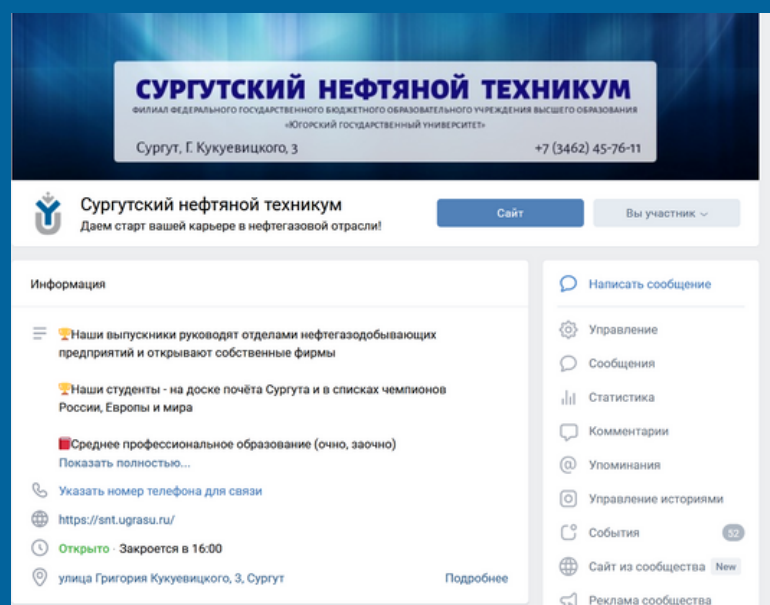 СУРГУТСКИЙ НЕФТЯНОЙ ТЕХНИКУМ
ФИЛИАЛ ФЕДЕРАЛЬНОГО ГОСУДАРСТВЕННОГО БЮДЖЕТНОГО ОБРАЗОВАТЕЛЬНОГО УЧРЕЖДЕНИЯ ВЫСШЕГО ОБРАЗОВАНИЯ
«ЮГОРСКИЙ ГОСУДАРСТВЕННЫЙ УНИВЕРСИТЕТ»
Сургут, Г. Кукуевицкого, 3
+7 (3462) 45-76-11
Сургутский нефтяной техникум
Даем старт вашей карьере в нефтегазовой отрасли!
Сайт
Вы участник
Информация
🏆Наши выпускники руководят отделами нефтегазодобывающих
предприятий и открывают собственные фирмы
🏆Наши студенты - на доске почёта Сургута и в списках чемпионов
России, Европы и мира
📕Среднее профессиональное образование (очно, заочно)
Показать полностью...
Указать номер телефона для связи
https://snt.ugrasu.ru/
Открыто · Закроется в 16:00
улица Григория Кукуевицкого, 3, Сургут
Подробнее
Написать сообщение
Управление
Сообщения
Статистика
Комментарии
Упоминания
Управление историями
События 52
Сайт из сообщества New
Реклама сообщества